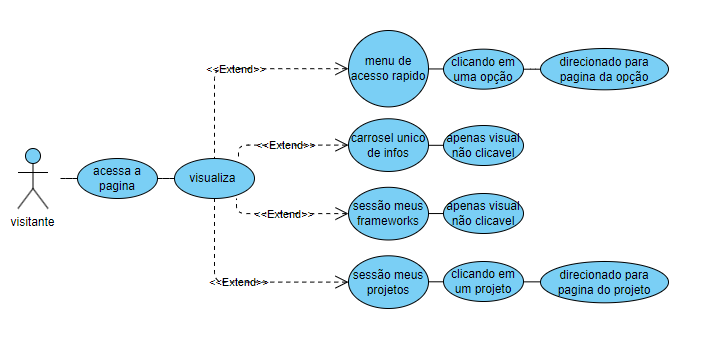 <<Extend>>
menu de
acesso rapido
clicando em
uma opção
direcionado para
pagina da opção
<<Extend>>
carrosel unico
de infos
apenas visual
não clicavel
visitante
acessa a
pagina
visualiza
<<Extend>>
sessão meus
frameworks
apenas visual
não clicavel
<<Extend>>
sessão meus
projetos
clicando em
um projeto
direcionado para
pagina do projeto